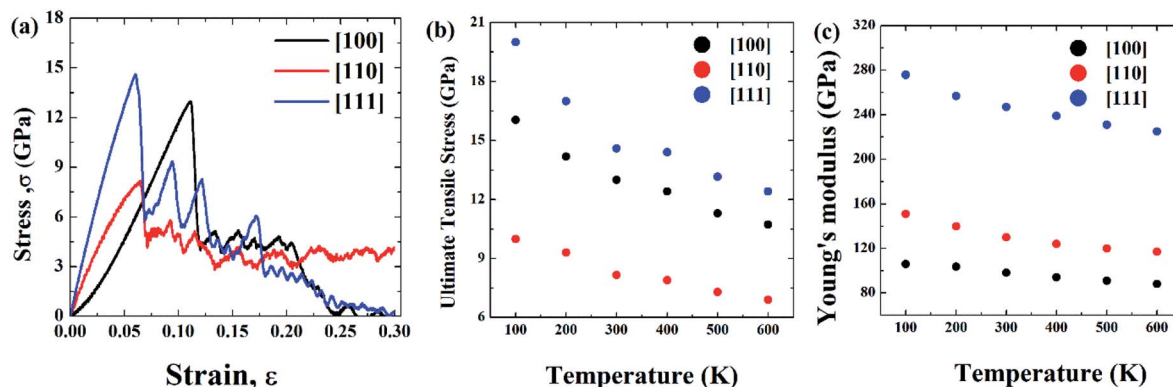 (a)
[100]
[110]
[111]
Stress ,σ (GPa)
15
12
9
6
3
0
0.00 0.05 0.10 0.15 0.20 0.25 0.30
Strain, ε
(b)
[100]
[110]
[111]
Ultimate Tensile Stress (GPa)
21
18
15
12
9
6
100 200 300 400 500 600
Temperature (K)
(c)
[100]
[110]
[111]
Young's modulus (GPa)
320
280
240
200
160
120
80
100 200 300 400 500 600
Temperature (K)